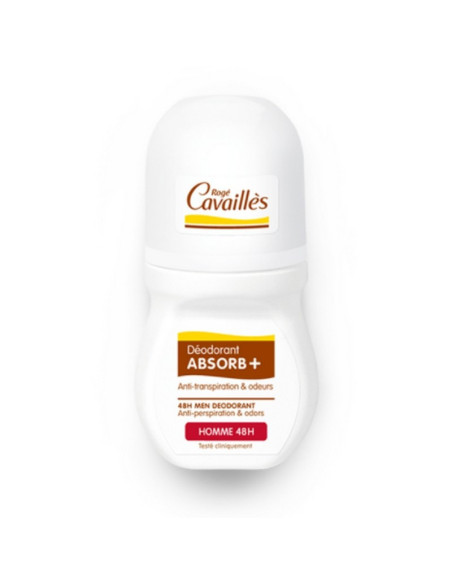 Rogé
Cavaillès
Déodorant
ABSORB+
Anti-transpiration & odeurs
48H MEN DEODORANT
Anti-perspiration & odors
HOMME 48H
Testé cliniquement